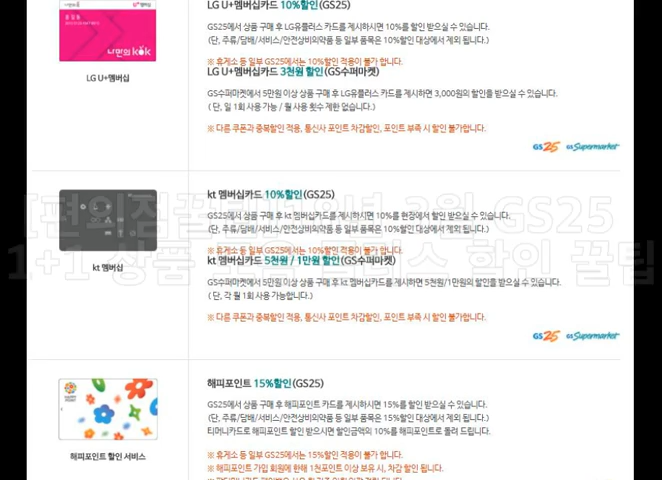 LG U+멤버십카드 10%할인(GS25)
GS25에서 상품 구매 후 LG유플러스 카드를 제시하시면 10%를 할인 받으실 수 있습니다.
(단, 주류/담배/서비스/안전상비의약품 등 일부 품목은 10%할인 대상에서 제외 됩니다.)
※ 휴게소 등 일부 GS25에서는 10%할인 적용이 불가 합니다.
LG U+멤버십카드 3천원 할인(GS수퍼마켓)
LG U+멤버십
GS수퍼마켓에서 5만원 이상 상품 구매 후 LG유플러스 카드를 제시하면 3,000원의 할인을 받으실 수 있습니다.
( 단, 일 1회 사용 가능 / 월 사용 횟수 제한 없습니다.)
※ 다른 쿠폰과 중복할인 적용, 통신사 포인트 차감할인, 포인트 부족 시 할인 불가합니다.
GS25 GS Supermarket
kt 멤버십카드 10%할인(GS25)
GS25에서 상품 구매 후 kt 멤버십카드를 제시하시면 10%를 현장에서 할인 받으실 수 있습니다.
(단, 주류/담배/서비스/안전상비의약품 등 일부 품목은 10%할인 대상에서 제외 됩니다.)
※ 휴게소 등 일부 GS25에서는 10%할인 적용이 불가 합니다.
kt 멤버십카드 5천원 / 1만원 할인(GS수퍼마켓)
kt 멤버십
GS수퍼마켓에서 5만원 이상 상품 구매 후 kt 멤버십카드를 제시하시면 5천원/1만원의 할인을 받으실 수 있습니다.
( 단, 각 월 1회 사용 가능합니다.)
※ 다른 쿠폰과 중복할인 적용, 통신사 포인트 차감할인, 포인트 부족 시 할인 불가합니다.
GS25 GS Supermarket
해피포인트 15%할인(GS25)
GS25에서 상품 구매 후 해피포인트 카드를 제시하시면 15%를 할인 받으실 수 있습니다.
(단, 주류/담배/서비스/안전상비의약품 등 일부 품목은 15%할인 대상에서 제외 됩니다.)
티머니카드로 해피포인트 할인 받으시면 할인금액의 10%를 해피포인트로 돌려 드립니다.
해피포인트 할인 서비스
※ 휴게소 등 일부 GS25에서는 15%할인 적용이 불가 합니다.
※ 해피포인트 가입 회원에 한해 1천포인트 이상 보유 시, 차감 할인 됩니다.